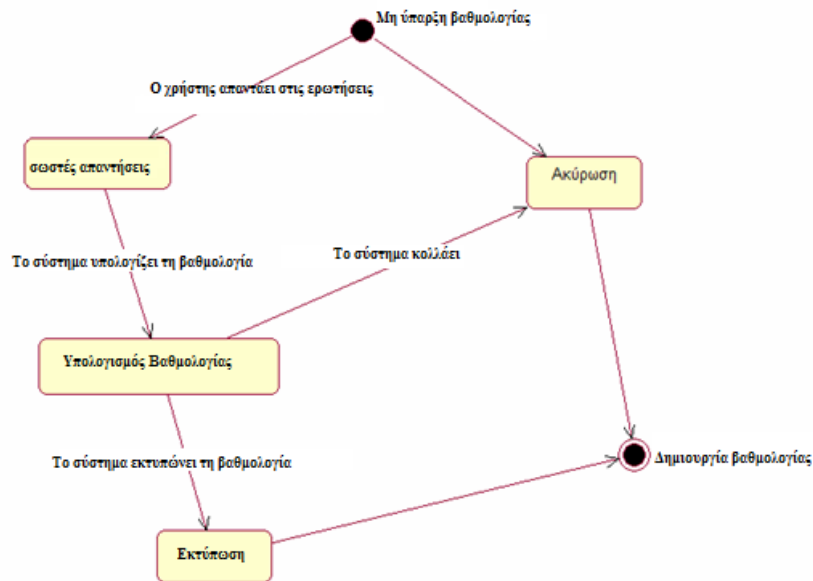 Μη ύπαρξη βαθμολογίας
Ο χρήστης απαντάει στις ερωτήσεις
σωστές απαντήσεις
Ακύρωση
Το σύστημα υπολογίζει τη βαθμολογία
Το σύστημα κολλάει
Υπολογισμός Βαθμολογίας
Το σύστημα εκτυπώνει τη βαθμολογία
Δημιουργία βαθμολογίας
Εκτύπωση